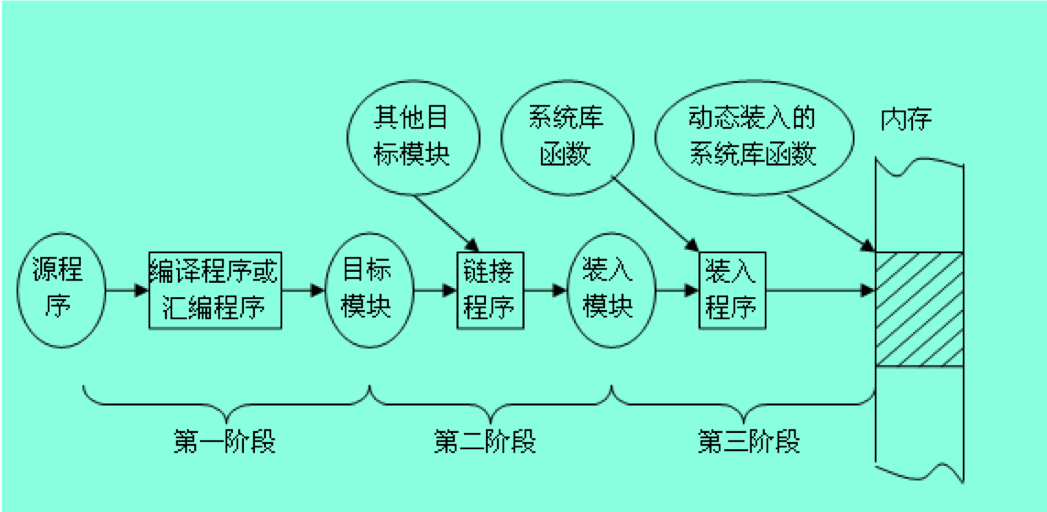 其他目
标模块
系统库
函数
动态装入的
系统库函数
内存
源程
序
编译程序或
汇编程序
目标
模块
链接
程序
装入
模块
装入
程序
第一阶段
第二阶段
第三阶段